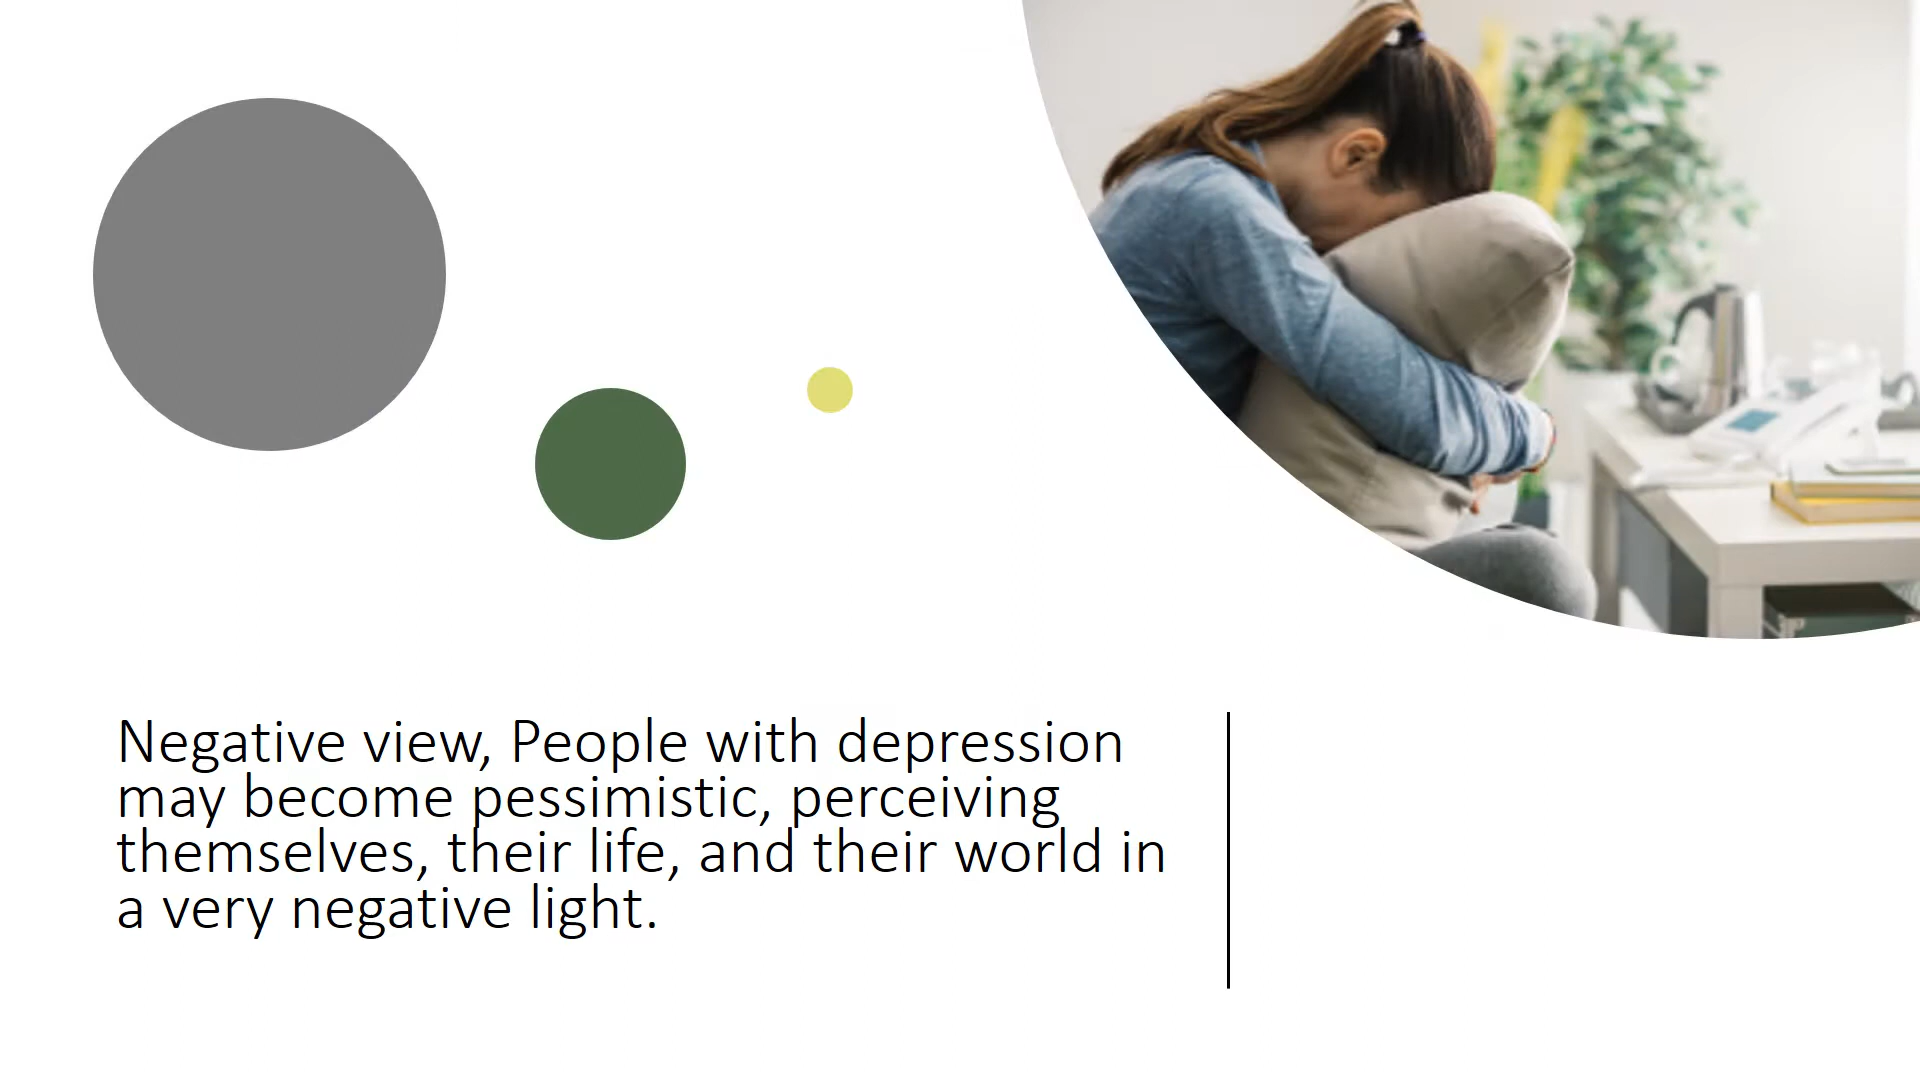 Negative view, People with depression
may become pessimistic, perceiving
themselves, their life, and their world in
a very negative light.